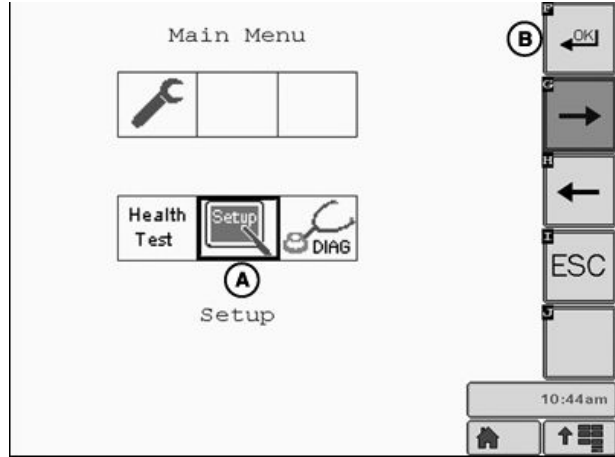 Main Menu
Health
Test
Setup
DIAG
A
Setup
F
OK
B
G
H
I
ESC
J
10:44am